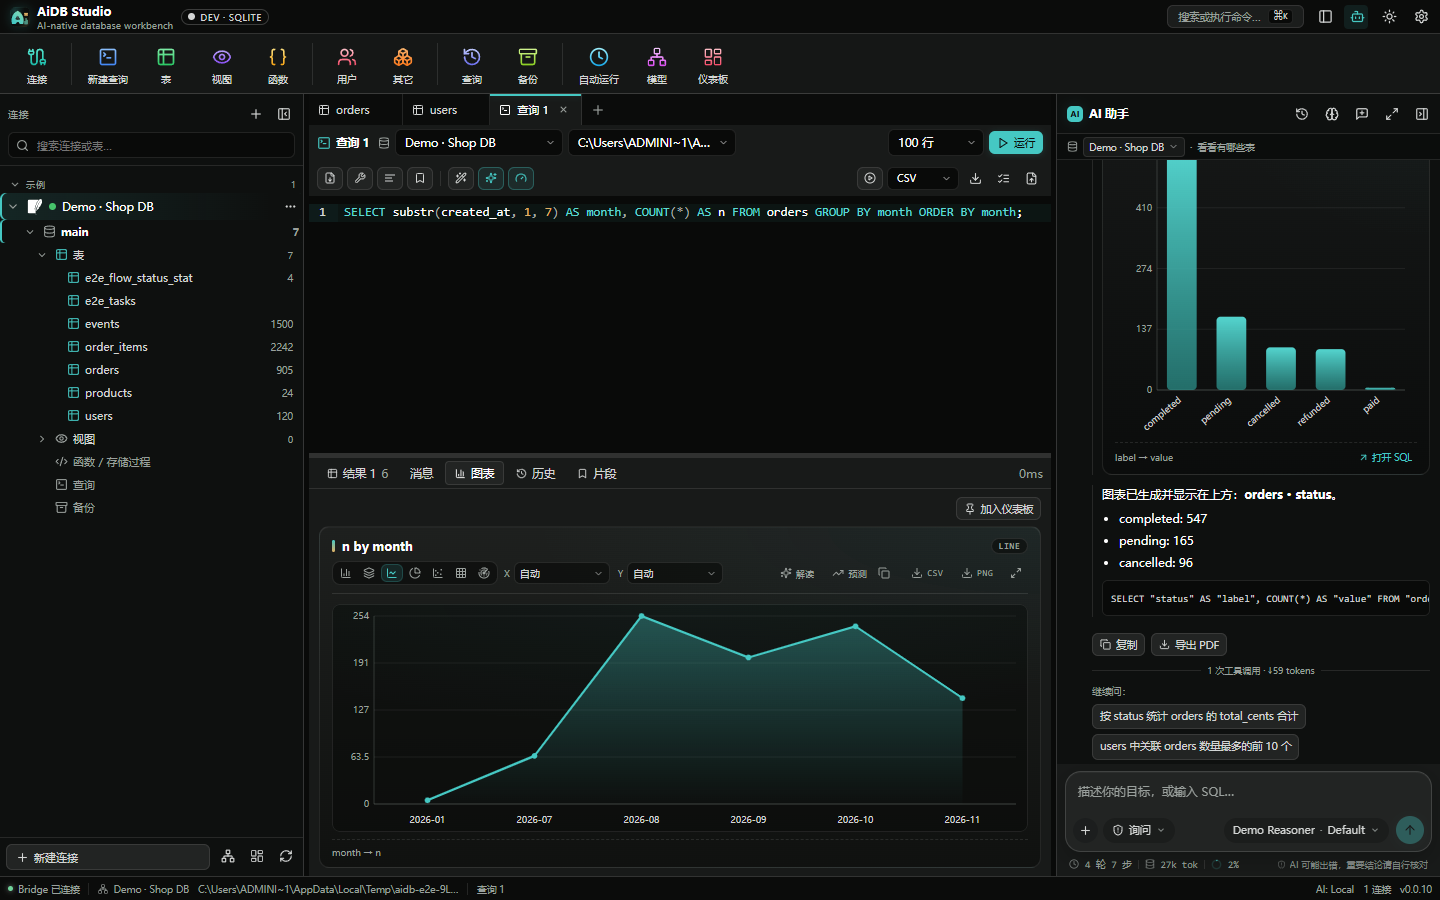 AiDB Studio
AI-native database workbench
DEV · SQLITE
搜索或执行命令...
⌘K
连接
新建查询
表
视图
函数
用户
其它
查询
备份
自动运行
模型
仪表板
连接
搜索连接或表...
示例 1
Demo · Shop DB
main 7
表 7
e2e_flow_status_stat 4
e2e_tasks
events 1500
order_items 2242
orders 905
products 24
users 120
视图 0
函数 / 存储过程
查询
备份
新建连接
orders
users
查询 1
查询 1
Demo · Shop DB
C:\Users\ADMINI~1\A...
100 行
运行
CSV
1 SELECT substr(created_at, 1, 7) AS month, COUNT(*) AS n FROM orders GROUP BY month ORDER BY month;
结果 1 6
消息
图表
历史
片段
0ms
加入仪表板
n by month
LINE
X 自动
Y 自动
解读
预测
CSV
PNG
254
191
127
63.5
0
2026-01
2026-07
2026-08
2026-09
2026-10
2026-11
month → n
AI AI 助手
Demo · Shop DB · 看看有哪些表
410
274
137
0
completed
pending
cancelled
refunded
paid
label → value
打开 SQL
图表已生成并显示在上方：orders · status。
• completed: 547
• pending: 165
• cancelled: 96
SELECT "status" AS "label", COUNT(*) AS "value" FROM "orde
复制
导出 PDF
1 次工具调用 · ↓59 tokens
继续问:
按 status 统计 orders 的 total_cents 合计
users 中关联 orders 数量最多的前 10 个
描述你的目标，或输入 SQL...
询问
Demo Reasoner · Default
4 轮 7 步
27k tok
2%
AI 可能出错，重要结论请自行核对
Bridge 已连接
Demo · Shop DB
C:\Users\ADMINI~1\AppData\Local\Temp\aidb-e2e-9L...
查询 1
AI: Local
1 连接
v0.0.10